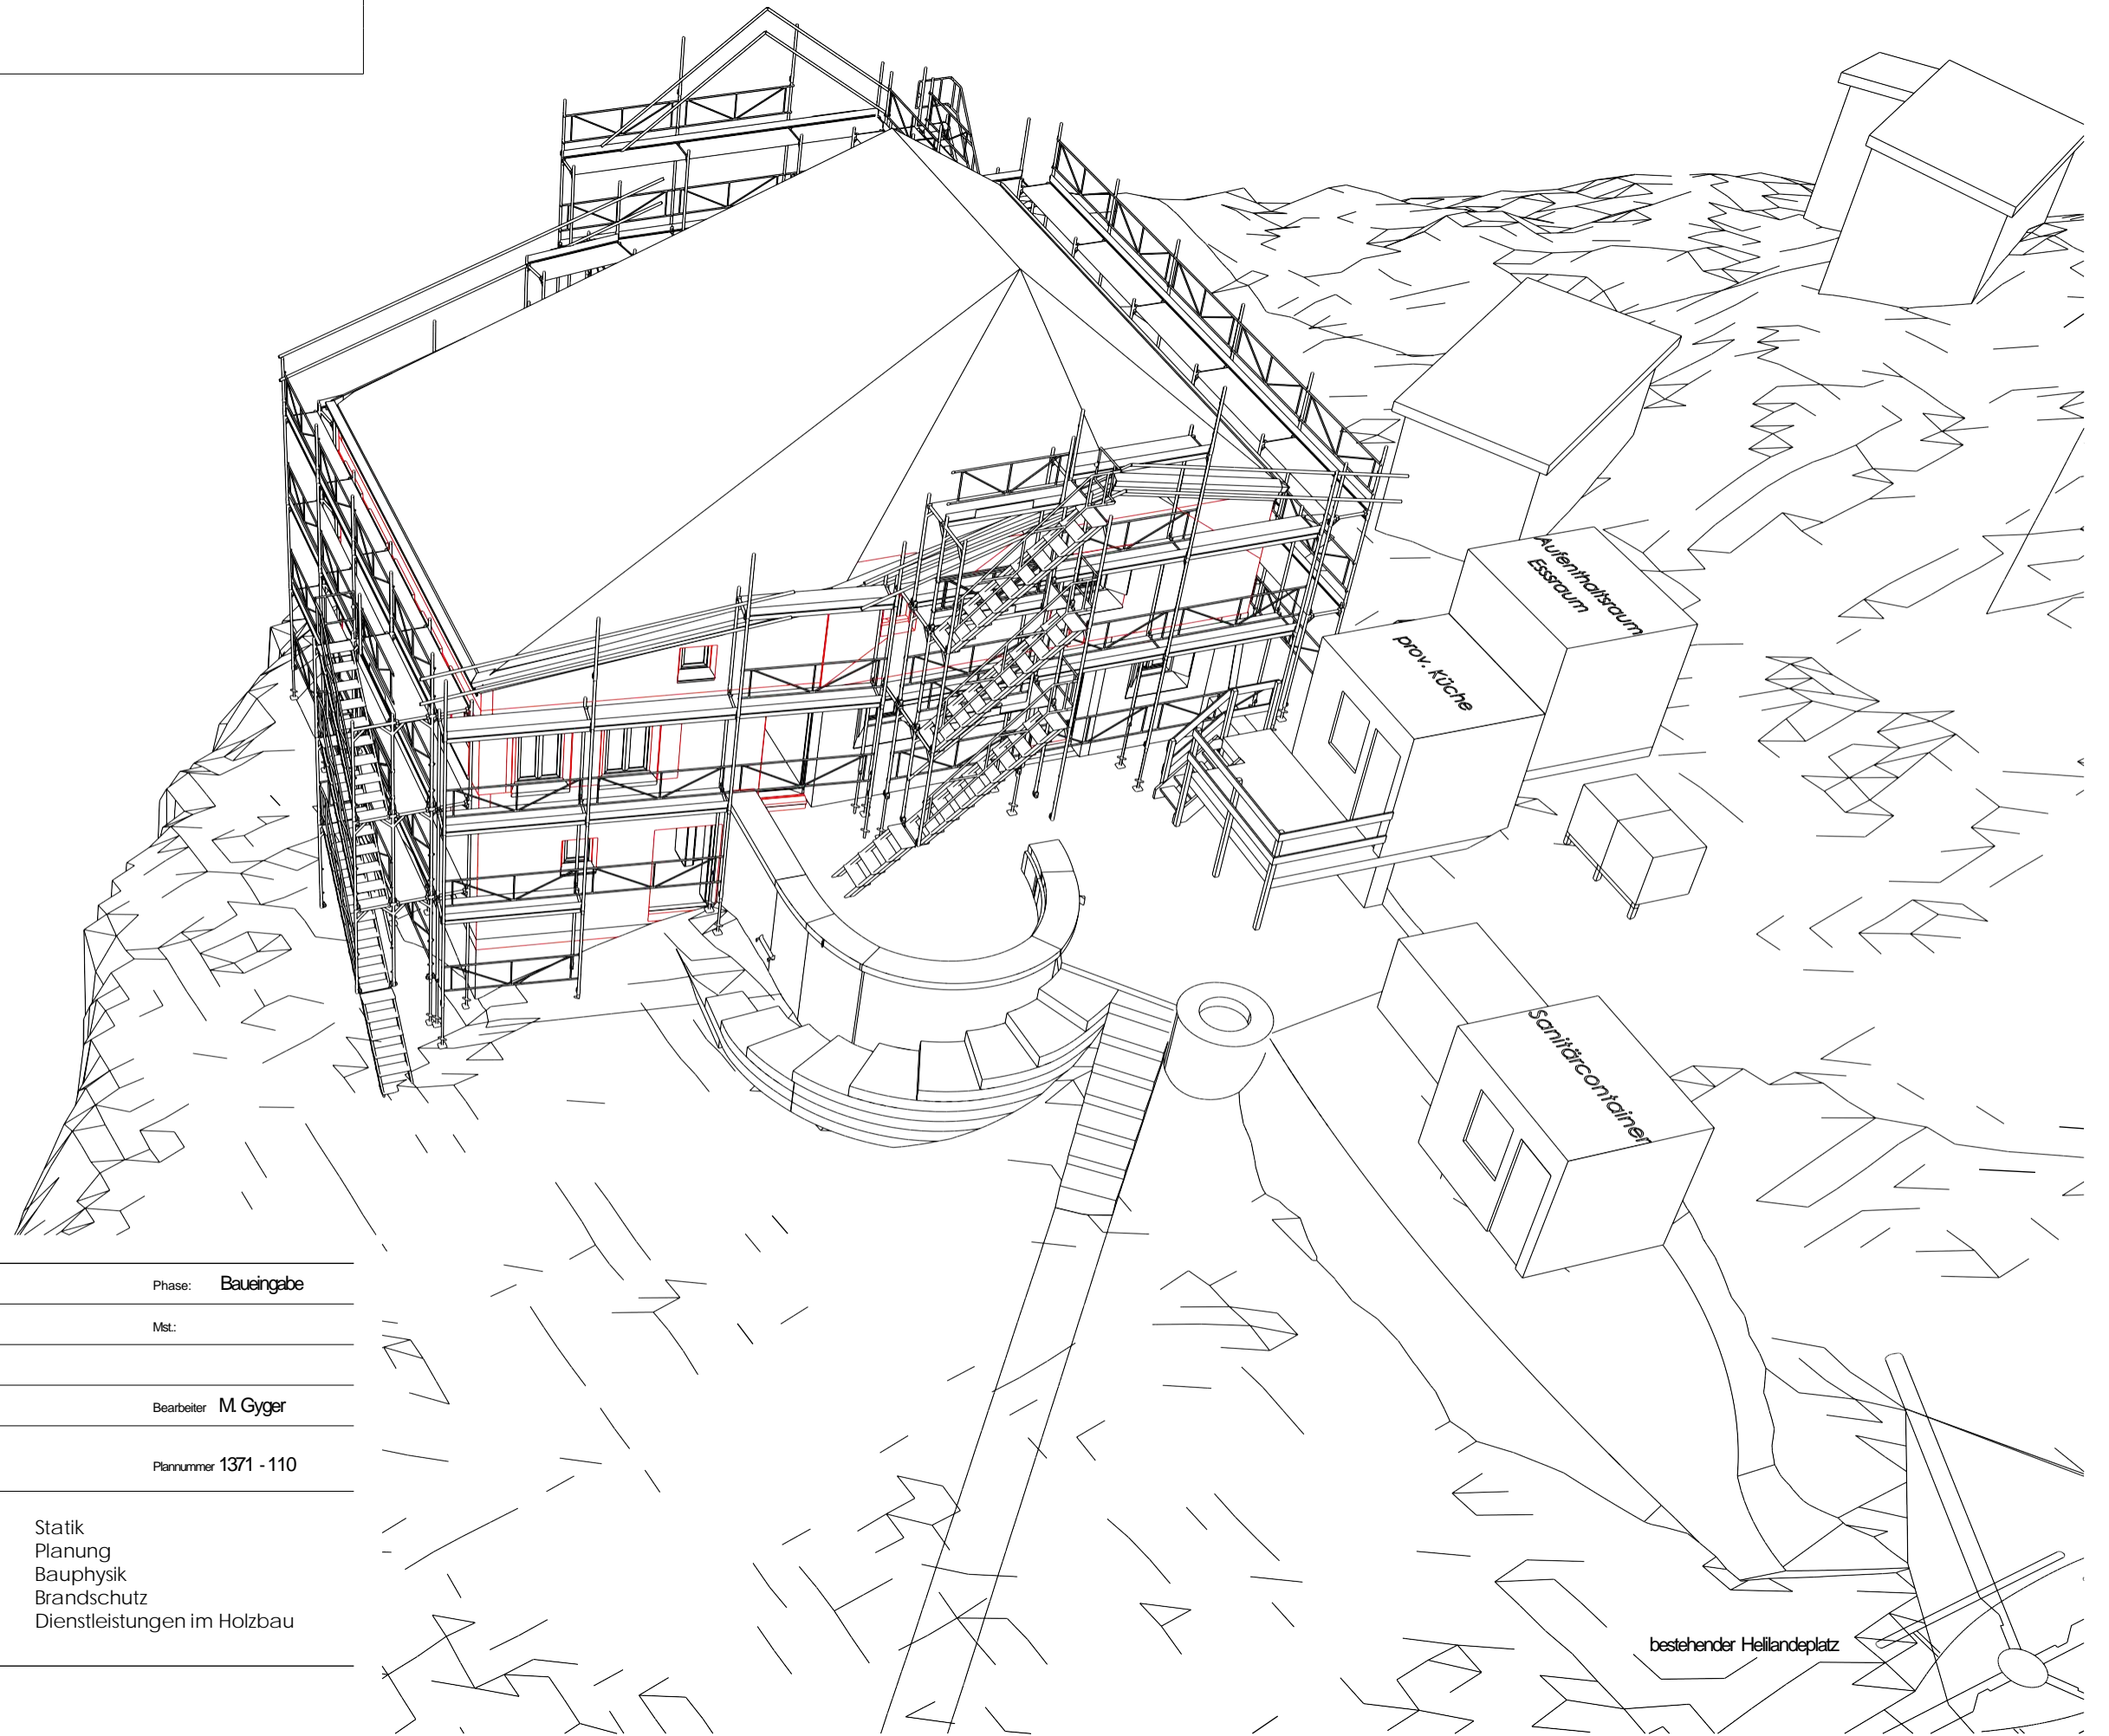 Aufenthaltsraum
Essraum
prov. Küche
Sanitärcontainer
Phase: Baueingabe
Mst.:
Bearbeiter M. Gyger
Plannummer 1371 - 110
Statik
Planung
Bauphysik
Brandschutz
Dienstleistungen im Holzbau
bestehender Helilandeplatz